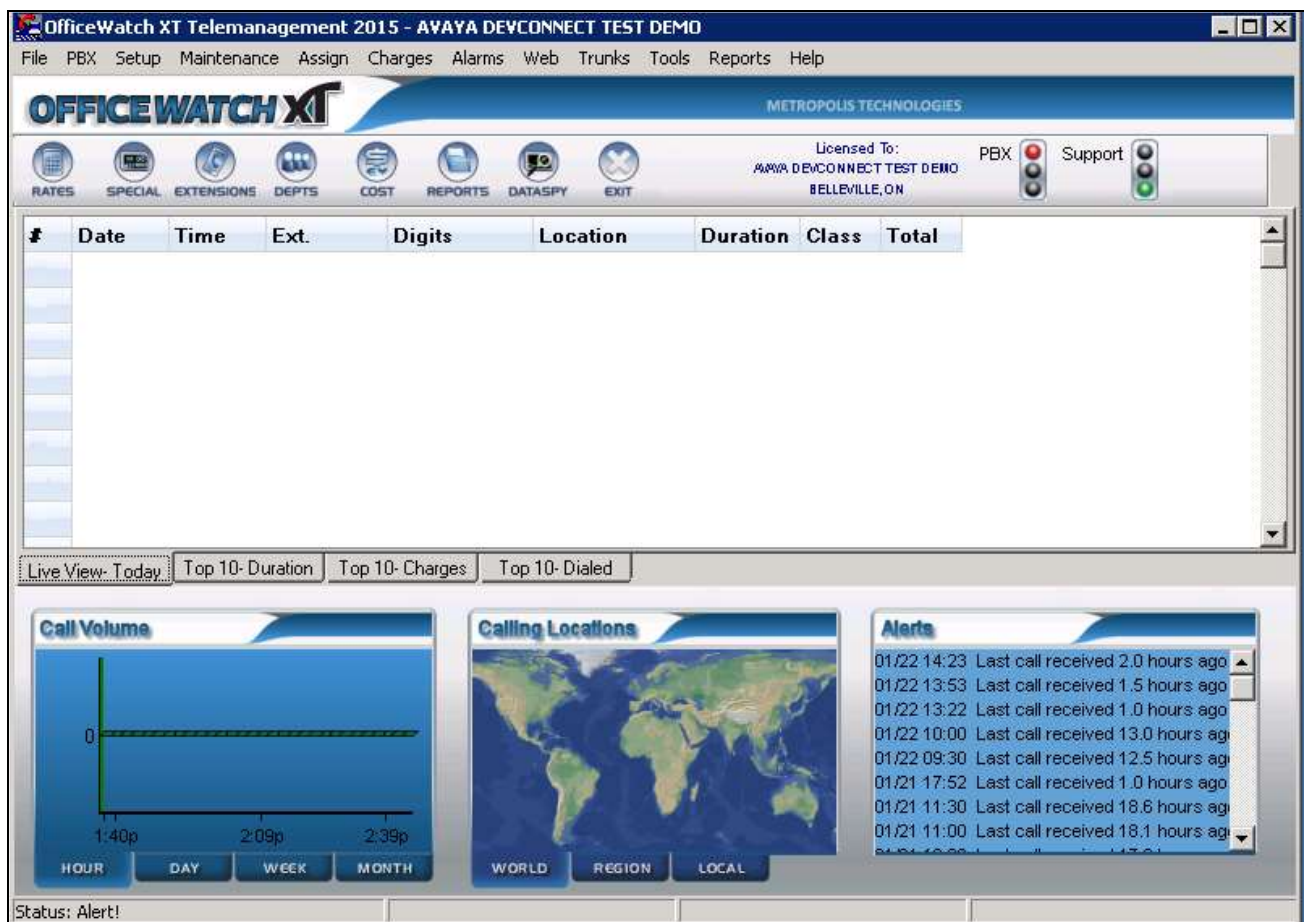 OfficeWatch XT Telemanagement 2015 - AVAYA DEVCONNECT TEST DEMO
File PBX Setup Maintenance Assign Charges Alarms Web Trunks Tools Reports Help
OFFICEWATCH XT
METROPOLIS TECHNOLOGIES
RATES SPECIAL EXTENSIONS DEPTS COST REPORTS DATASPY EXIT
Licensed To:
AVAYA DEVCONNECT TEST DEMO
BELLEVILLE, ON
PBX Support
# Date Time Ext. Digits Location Duration Class Total
Live View- Today Top 10- Duration Top 10- Charges Top 10- Dialed
Call Volume
0
1:40p 2:09p 2:39p
HOUR DAY WEEK MONTH
Calling Locations
WORLD REGION LOCAL
Alerts
01/22 14:23 Last call received 2.0 hours ago
01/22 13:53 Last call received 1.5 hours ago
01/22 13:22 Last call received 1.0 hours ago
01/22 10:00 Last call received 13.0 hours ag
01/22 09:30 Last call received 12.5 hours ag
01/21 17:52 Last call received 1.0 hours ago
01/21 11:30 Last call received 18.6 hours ag
01/21 11:00 Last call received 18.1 hours ag
Status: Alert!